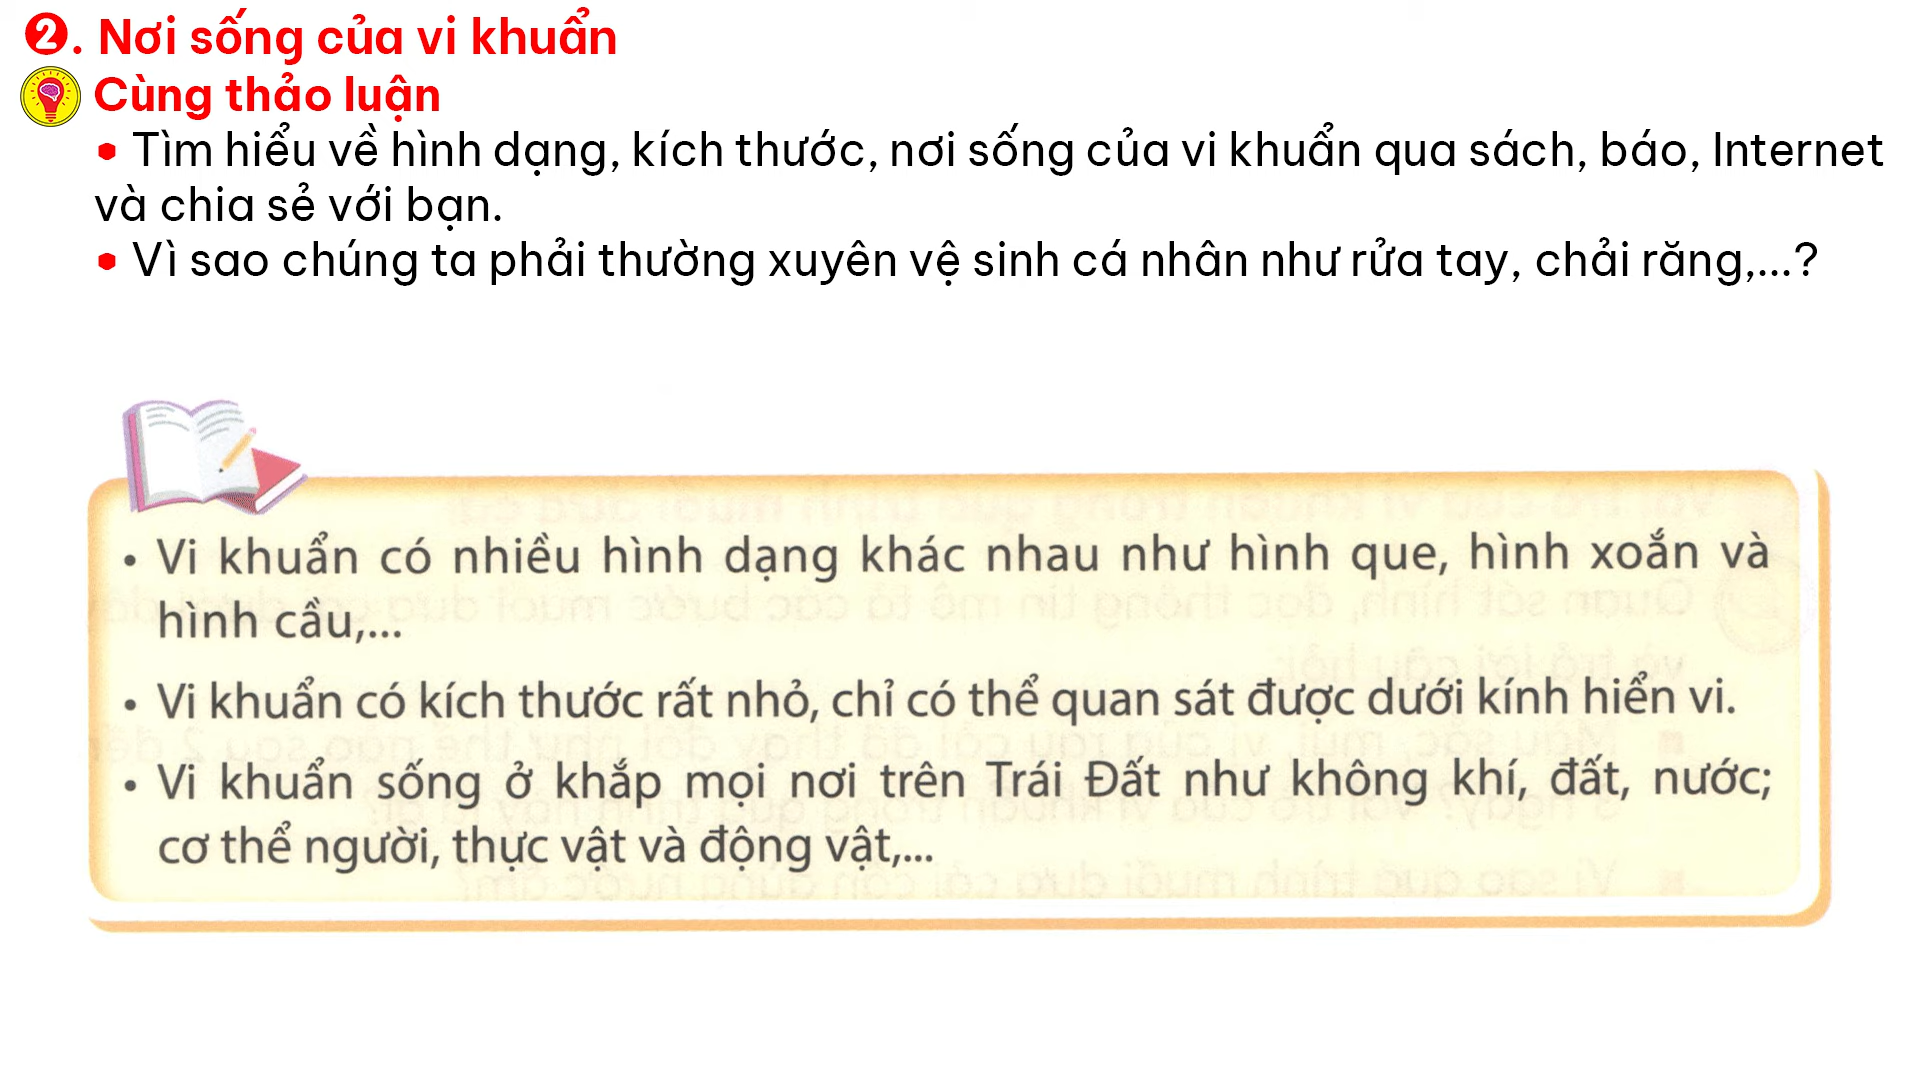 ❷. Nơi sống của vi khuẩn
Cùng thảo luận
• Tìm hiểu về hình dạng, kích thước, nơi sống của vi khuẩn qua sách, báo, Internet
và chia sẻ với bạn.
• Vì sao chúng ta phải thường xuyên vệ sinh cá nhân như rửa tay, chải răng,...?
• Vi khuẩn có nhiều hình dạng khác nhau như hình que, hình xoắn và
hình cầu,...
• Vi khuẩn có kích thước rất nhỏ, chỉ có thể quan sát được dưới kính hiển vi.
• Vi khuẩn sống ở khắp mọi nơi trên Trái Đất như không khí, đất, nước;
cơ thể người, thực vật và động vật,...